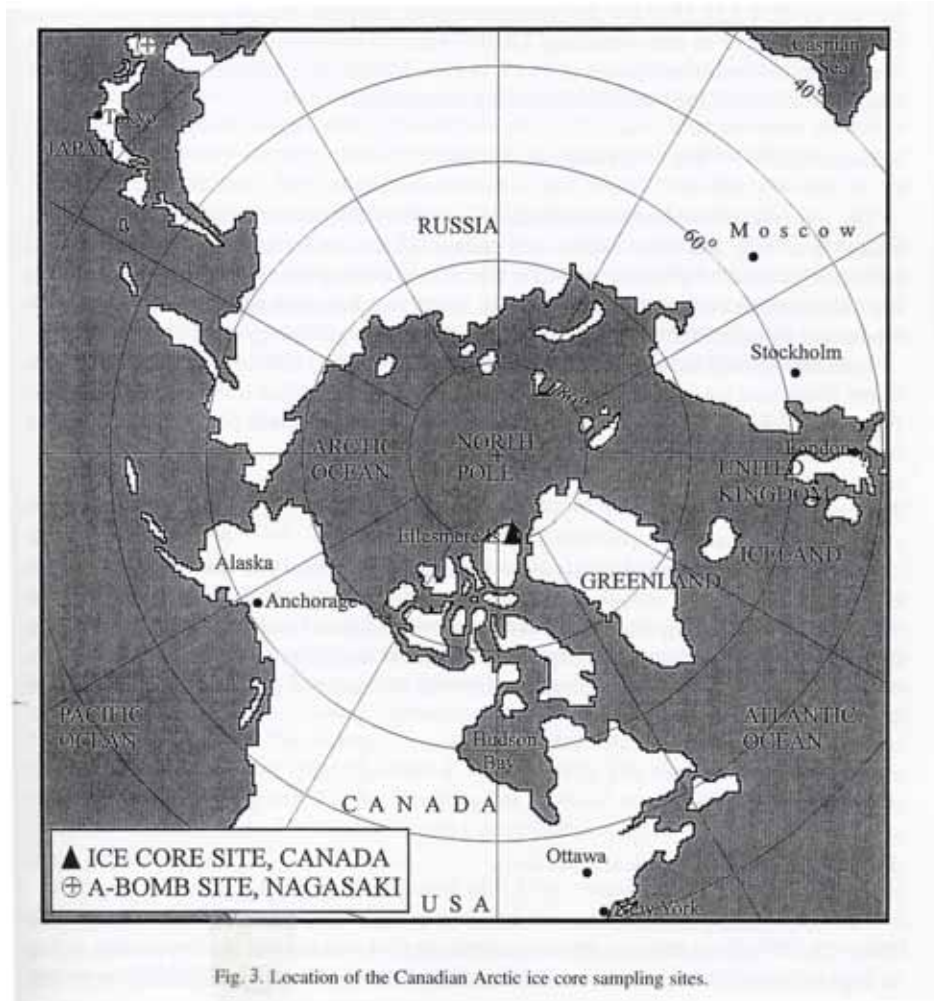 Caspian
Sea
40°
Tokyo
JAPAN
RUSSIA
60°
Moscow
Stockholm
80°
ARCTIC
OCEAN
NORTH
POLE
London
UNITED
KINGDOM
Ellesmere Is
ICELAND
Alaska
GREENLAND
Anchorage
PACIFIC
OCEAN
ATLANTIC
OCEAN
Hudson
Bay
CANADA
ICE CORE SITE, CANADA
A-BOMB SITE, NAGASAKI
Ottawa
USA
New York
Fig. 3. Location of the Canadian Arctic ice core sampling sites.